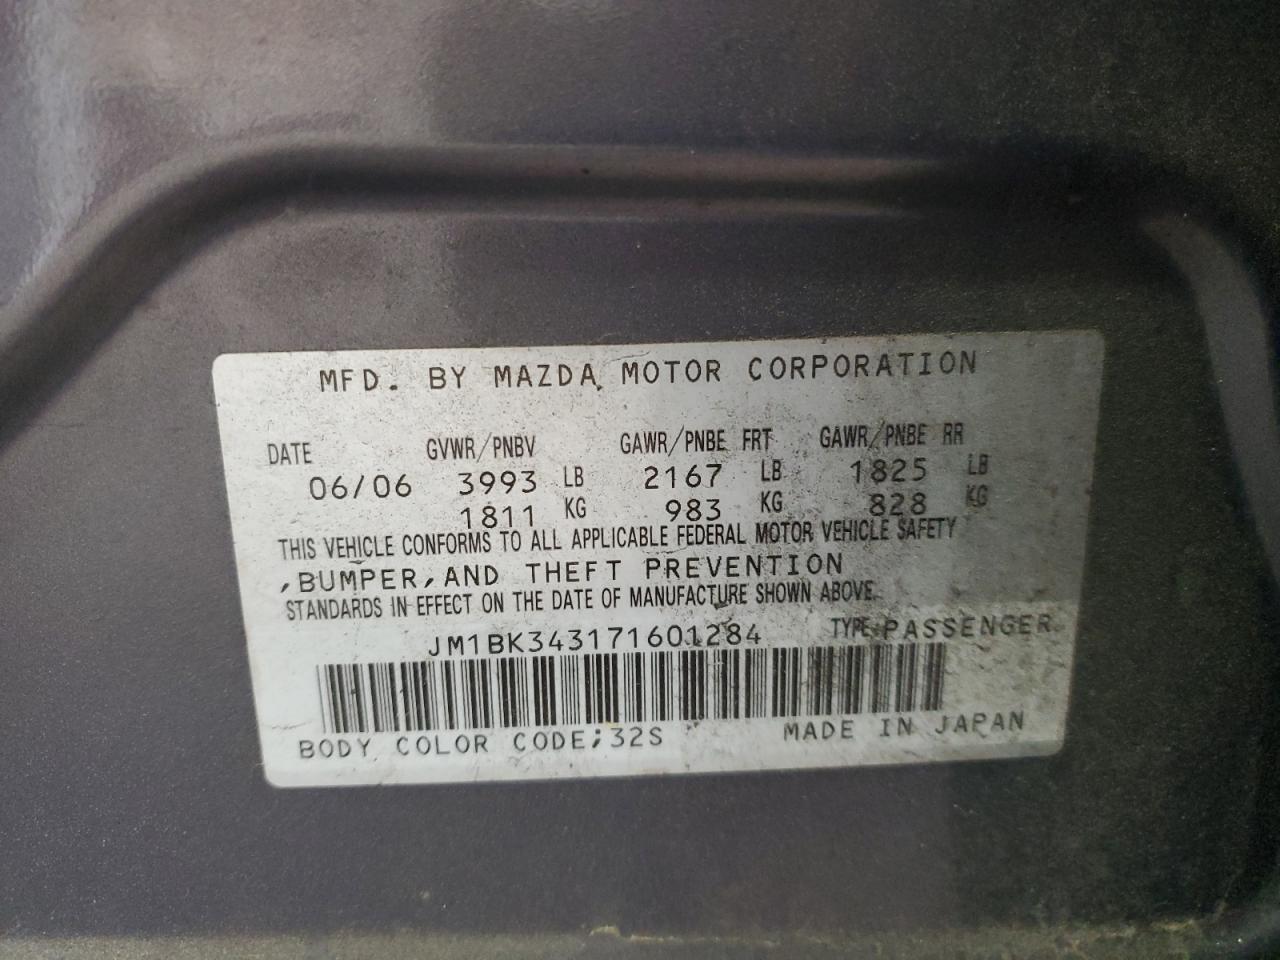 MFD. BY MAZDA MOTOR CORPORATION
DATE GVWR/PNBV GAWR/PNBE FRT GAWR/PNBE RR
06/06 3993 LB 2167 LB 1825 LB
1811 KG 983 KG 828 KG
THIS VEHICLE CONFORMS TO ALL APPLICABLE FEDERAL MOTOR VEHICLE SAFETY
,BUMPER,AND THEFT PREVENTION
STANDARDS IN EFFECT ON THE DATE OF MANUFACTURE SHOWN ABOVE.
JM1BK343171601284 TYPE:PASSENGER
BODY COLOR CODE;32S MADE IN JAPAN